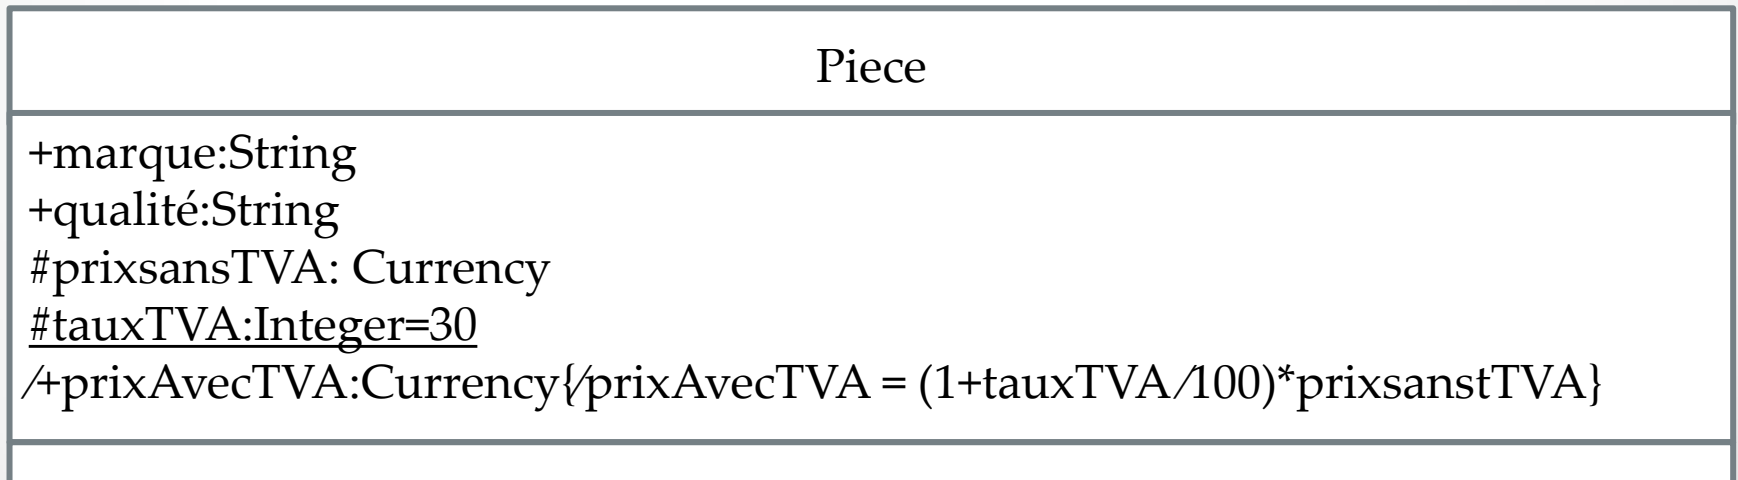 Piece
+marque:String
+qualité:String
#prixsansTVA: Currency
#tauxTVA:Integer=30
/+prixAvecTVA:Currency{/prixAvecTVA = (1+tauxTVA/100)*prixsanstTVA}